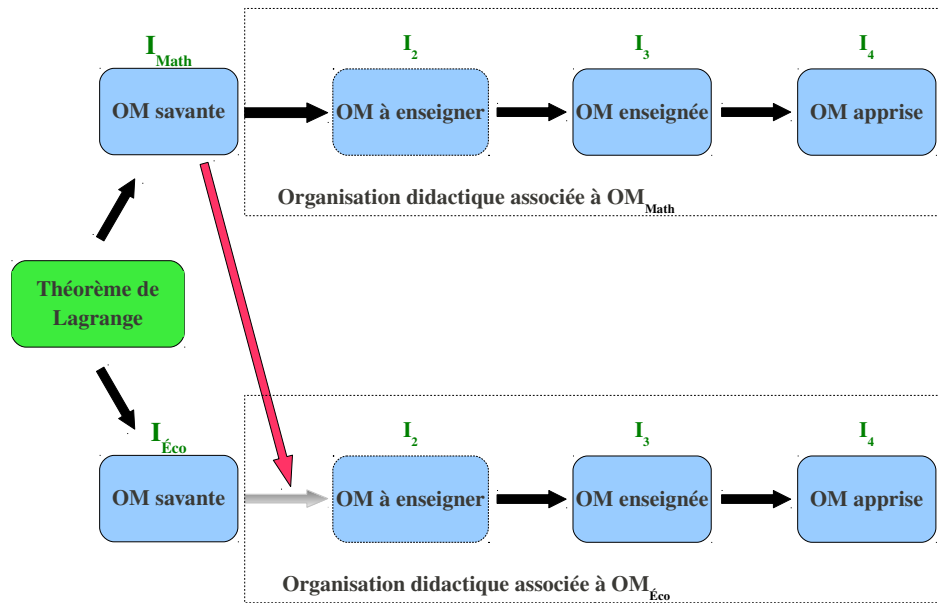 I_Math
I_2
I_3
I_4
OM savante
OM à enseigner
OM enseignée
OM apprise
Organisation didactique associée à OM_Math
Théorème de
Lagrange
I_Éco
I_2
I_3
I_4
OM savante
OM à enseigner
OM enseignée
OM apprise
Organisation didactique associée à OM_Éco